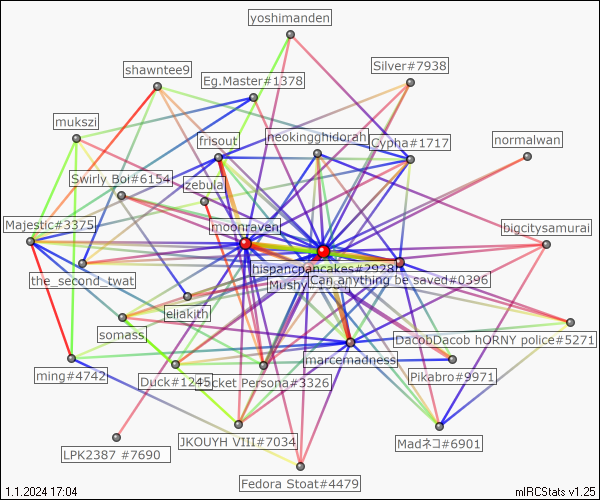 yoshimanden
Silver#7938
shawntee9
Eg.Master#1378
mukszi
frisout
neokingghidorah
Cypha#1717
normalwan
Swirly Boi#6154
zebula
Majestic#3375
moonraven
bigcitysamurai
the_second_twat
hispancpancakes#2928
Can anything be saved#0396
eliakith
somass
DacobDacob hORNY police#5271
marcemadness
ming#4742
Duck#1245
cket Persona#3326
Pikabro#9971
LPK2387 #7690
JKOUYH VIII#7034
Madネコ#6901
Fedora Stoat#4479
1.1.2024 17:04
mIRCStats v1.25